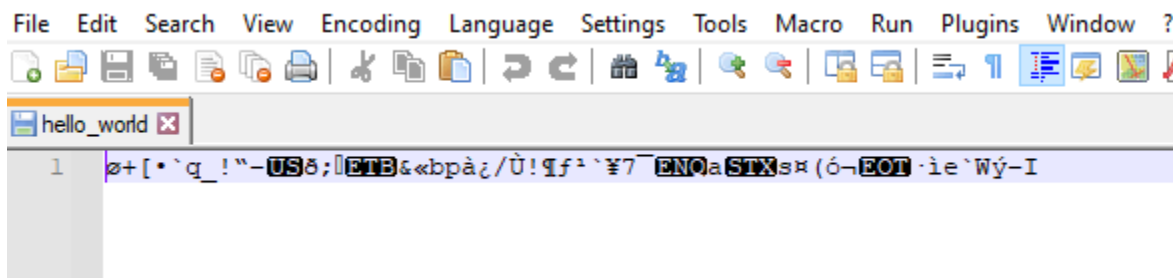 File Edit Search View Encoding Language Settings Tools Macro Run Plugins Window ?
hello_world
1 ø+[•`q_!“–USð;ETB&«bpà¿/Ù!¶ƒ¹`¥7¯ENQaSTXs¤(ó¬EOT·ìe`Wý–I